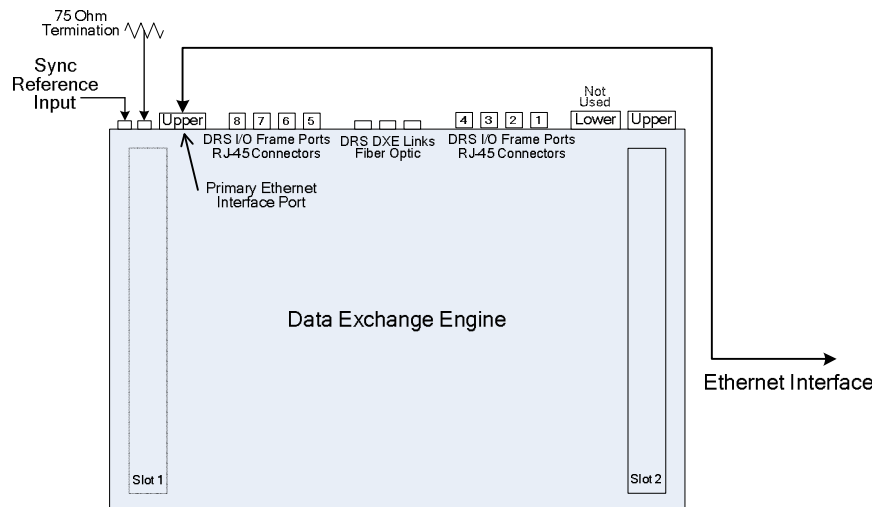 75 Ohm
Termination
Sync
Reference
Input
Upper
8 7 6 5
4 3 2 1
Not
Used
Lower
Upper
DRS I/O Frame Ports
RJ-45 Connectors
DRS DXE Links
Fiber Optic
DRS I/O Frame Ports
RJ-45 Connectors
Primary Ethernet
Interface Port
Data Exchange Engine
Ethernet Interface
Slot 1
Slot 2